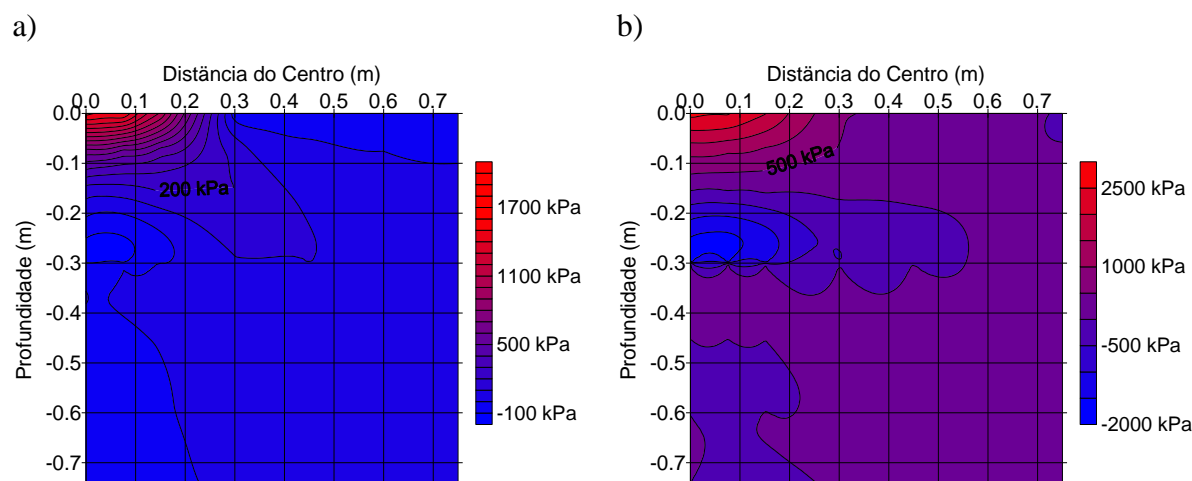 a)
Distäncia do Centro (m)
0.0 0.1 0.2 0.3 0.4 0.5 0.6 0.7
Profundidade (m)
0.0
-0.1
-0.2
-0.3
-0.4
-0.5
-0.6
-0.7
200 kPa
1700 kPa
1100 kPa
500 kPa
-100 kPa
b)
Distäncia do Centro (m)
0.0 0.1 0.2 0.3 0.4 0.5 0.6 0.7
Profundidade (m)
0.0
-0.1
-0.2
-0.3
-0.4
-0.5
-0.6
-0.7
500 kPa
2500 kPa
1000 kPa
-500 kPa
-2000 kPa